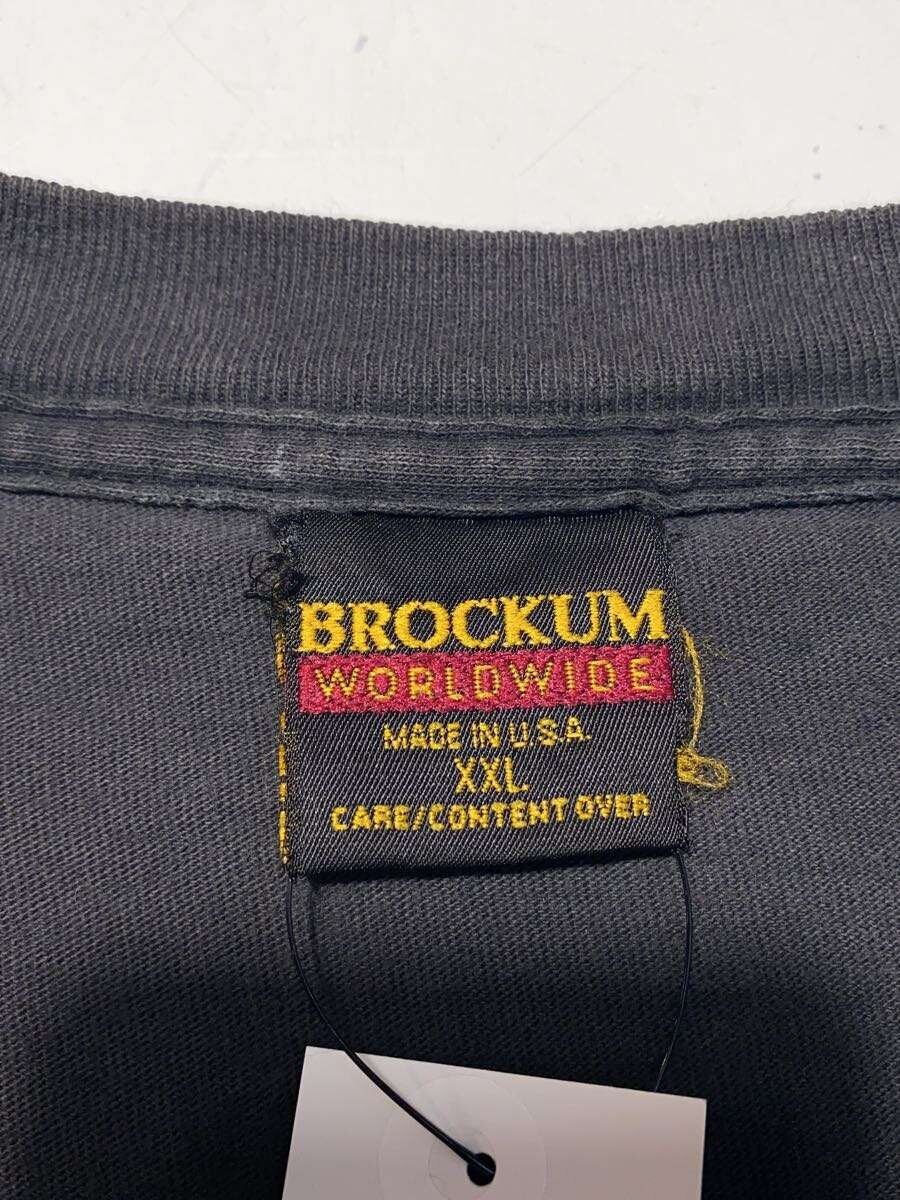 BROCKUM
WORLDWIDE
MADE IN U.S.A.
XXL
CARE/CONTENT OVER